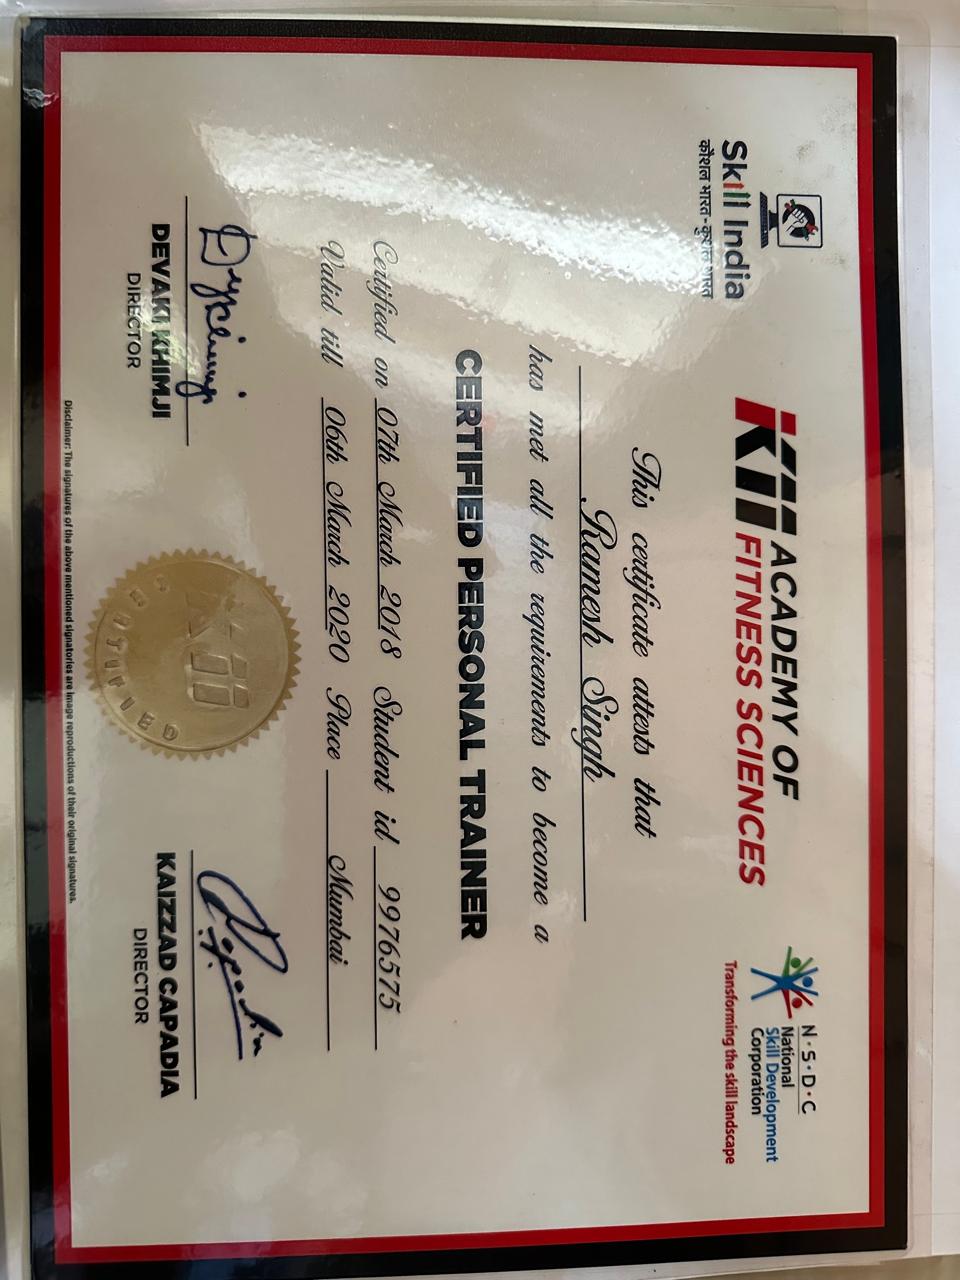 Skill India
कौशल भारत - कुशल भारत
K11 ACADEMY OF
FITNESS SCIENCES
N·S·D·C
National
Skill Development
Corporation
Transforming the skill landscape
This certificate attests that
Ramesh Singh
has met all the requirements to become a
CERTIFIED PERSONAL TRAINER
Certified on 07th March 2018 Student id 9976575
Valid till 06th March 2020 Place Mumbai
DEVAKI KHIMJI
DIRECTOR
K11
CERTIFIED
KAIZZAD CAPADIA
DIRECTOR
Disclaimer: The signatures of the above mentioned signatories are image reproductions of their original signatures.